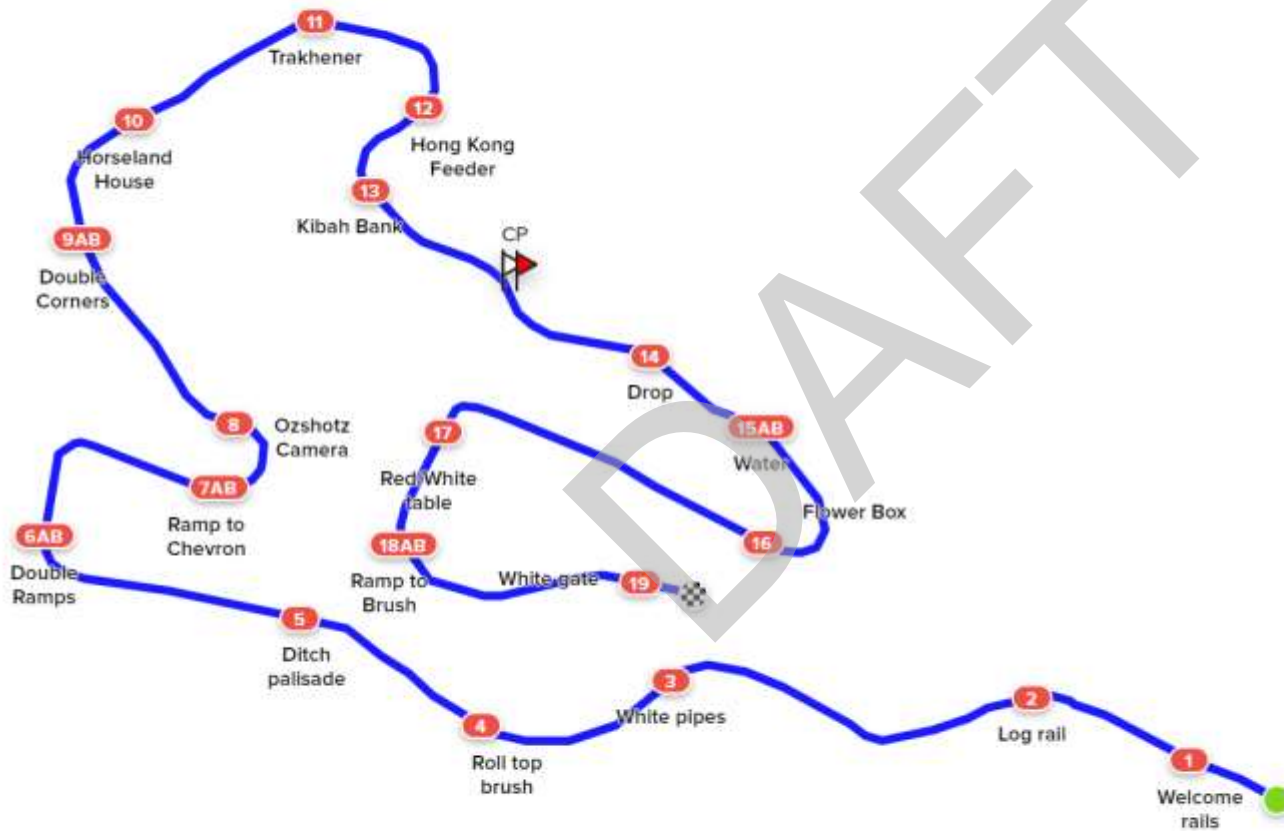 11
Trakhener
10
Horseland
House
12
Hong Kong
Feeder
13
Kibah Bank
9AB
Double
Corners
CP
14
Drop
8
Ozshotz
Camera
17
Red/White
table
15AB
Water
7AB
Ramp to
Chevron
Flower Box
16
6AB
Double
Ramps
18AB
Ramp to
Brush
White gate
19
5
Ditch
palisade
3
White pipes
4
Roll top
brush
2
Log rail
1
Welcome
rails
DAFT